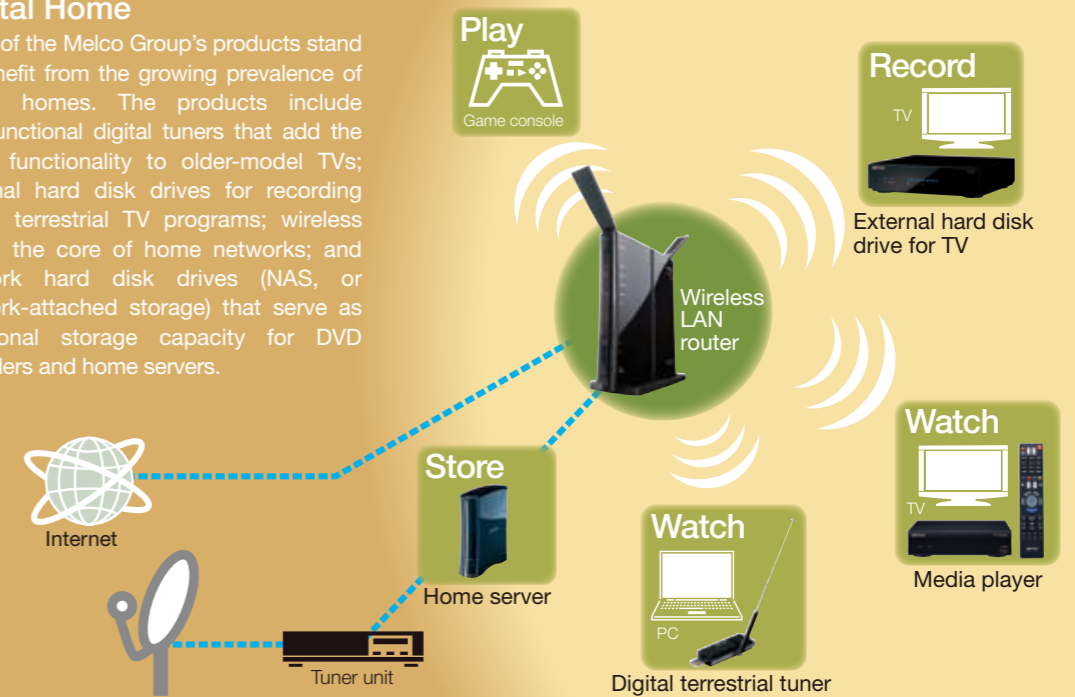 tal Home
of the Melco Group's products stand
nefit from the growing prevalence of
homes. The products include
unctional digital tuners that add the
functionality to older-model TVs;
nal hard disk drives for recording
terrestrial TV programs; wireless
the core of home networks; and
ork hard disk drives (NAS, or
rk-attached storage) that serve as
onal storage capacity for DVD
ders and home servers.
Play
Game console
Record
TV
External hard disk
drive for TV
Wireless
LAN
router
Watch
TV
Media player
Store
Home server
Watch
PC
Digital terrestrial tuner
Internet
Tuner unit